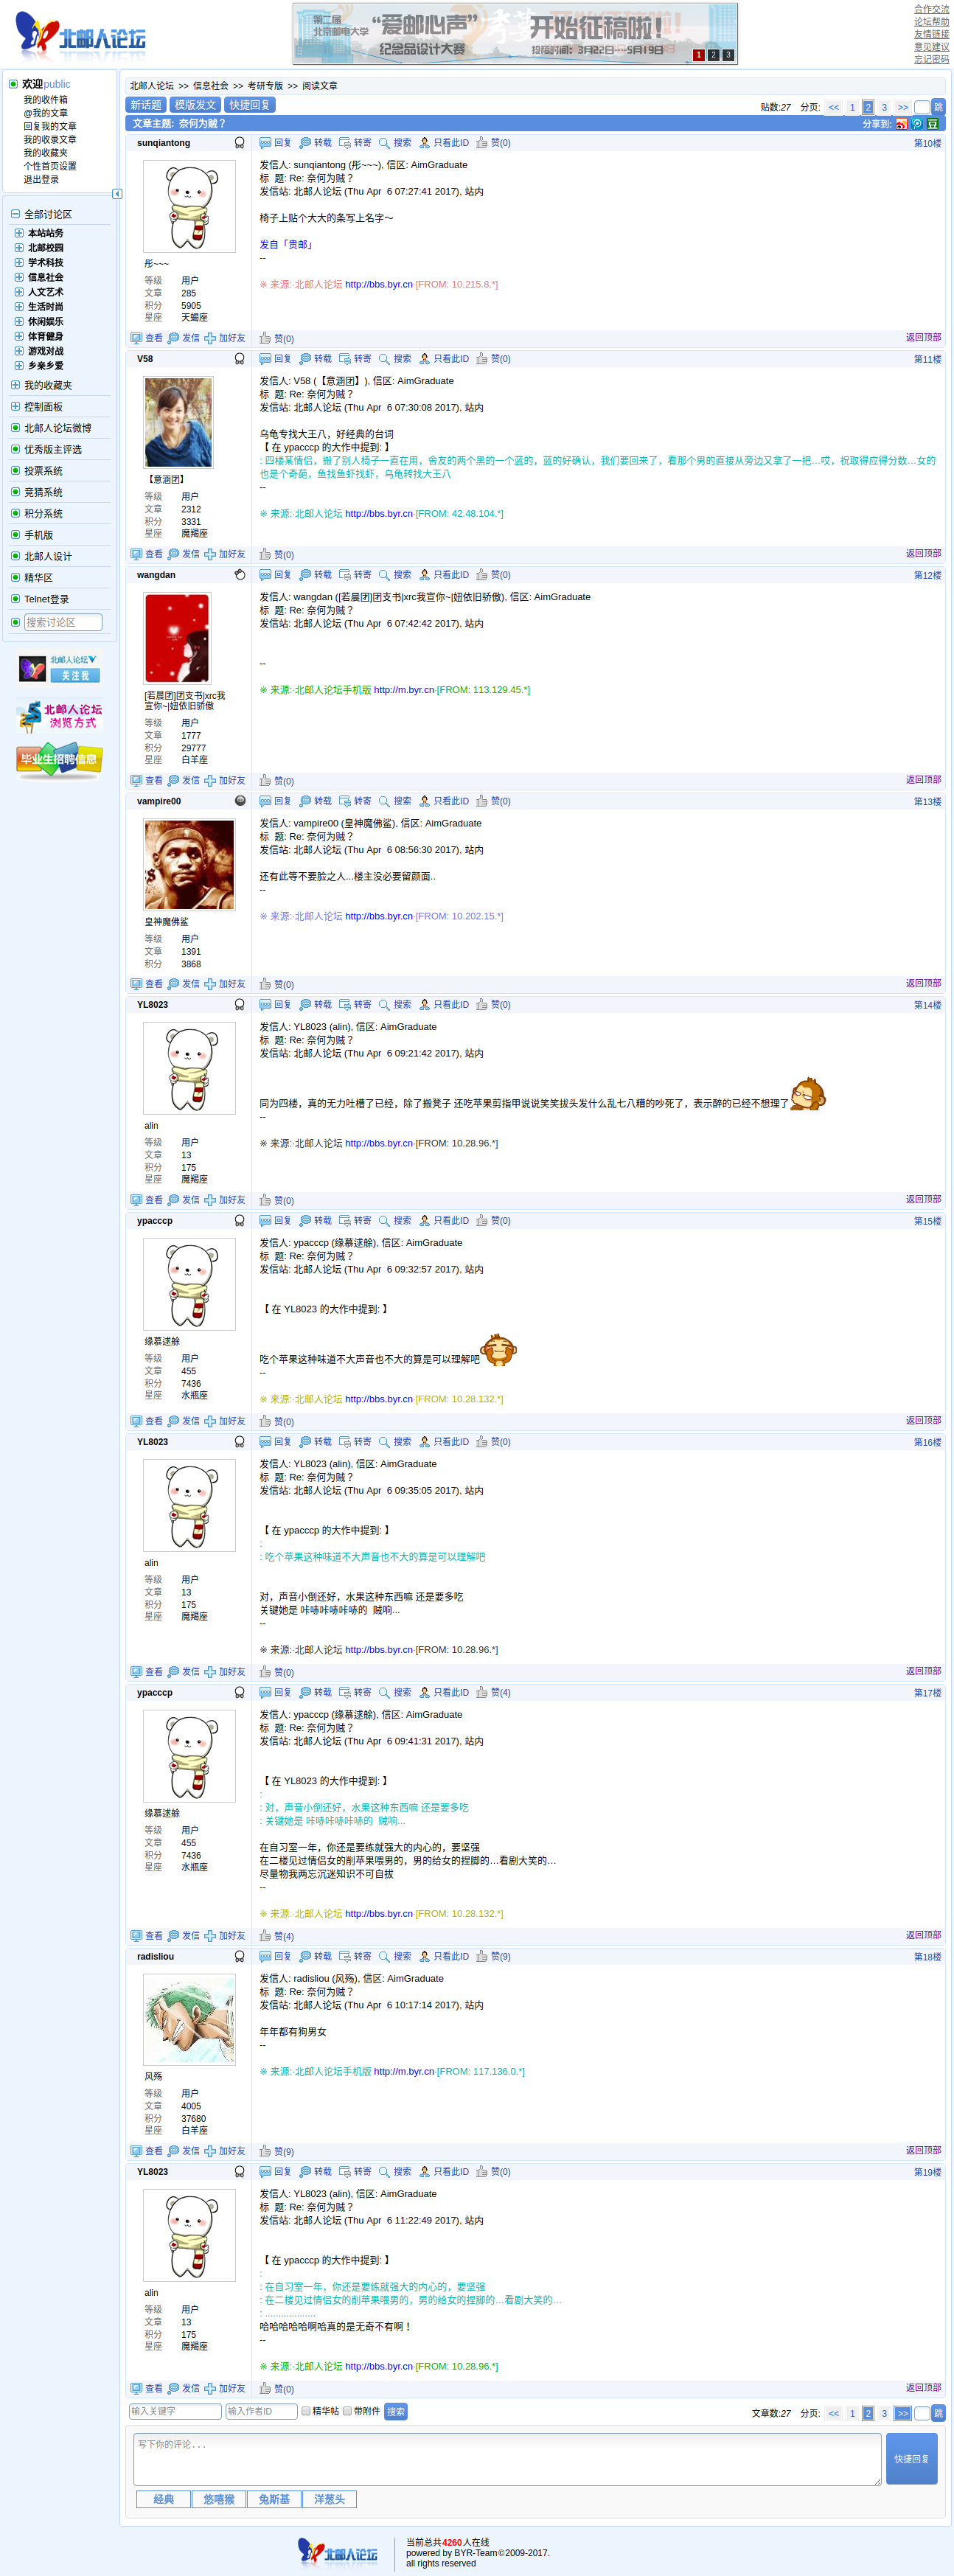 北邮人论坛
第二届
北京邮电大学
“爱邮心声”
纪念品设计大赛
开始征稿啦!
投稿时间:3月22日——5月19日
1 2 3
合作交流
论坛帮助
友情链接
意见建议
忘记密码
欢迎public
我的收件箱
@我的文章
回复我的文章
我的收录文章
我的收藏夹
个性首页设置
退出登录
全部讨论区
本站站务
北邮校园
学术科技
信息社会
人文艺术
生活时尚
休闲娱乐
体育健身
游戏对战
乡亲乡爱
我的收藏夹
控制面板
北邮人论坛微博
优秀版主评选
投票系统
竞猜系统
积分系统
手机版
北邮人设计
精华区
Telnet登录
搜索讨论区
北邮人论坛V
关注我
北邮人论坛
浏览方式
毕业生招聘信息
北邮人论坛 >> 信息社会 >> 考研专版 >> 阅读文章
新话题 模版发文 快捷回复
贴数:27 分页: << 1 2 3 >> 跳
文章主题: 奈何为贼？
分享到:
sunqiantong
回复 转载 转寄 搜索 只看此ID 赞(0) 第10楼
彤~~~
等级 用户
文章 285
积分 5905
星座 天蝎座
发信人: sunqiantong (彤~~~), 信区: AimGraduate
标 题: Re: 奈何为贼？
发信站: 北邮人论坛 (Thu Apr 6 07:27:41 2017), 站内
椅子上贴个大大的条写上名字～
发自「贵邮」
--
※ 来源:·北邮人论坛 http://bbs.byr.cn·[FROM: 10.215.8.*]
查看 发信 加好友 赞(0) 返回顶部
V58
回复 转载 转寄 搜索 只看此ID 赞(0) 第11楼
【意涵团】
等级 用户
文章 2312
积分 3331
星座 魔羯座
发信人: V58 (【意涵团】), 信区: AimGraduate
标 题: Re: 奈何为贼？
发信站: 北邮人论坛 (Thu Apr 6 07:30:08 2017), 站内
乌龟专找大王八，好经典的台词
【 在 ypacccp 的大作中提到: 】
: 四楼某情侣，搬了别人椅子一直在用，舍友的两个黑的一个蓝的，蓝的好确认，我们要回来了，看那个男的直接从旁边又拿了一把…哎，祝取得应得分数…女的也是个奇葩，鱼找鱼虾找虾，乌龟转找大王八
--
※ 来源:·北邮人论坛 http://bbs.byr.cn·[FROM: 42.48.104.*]
查看 发信 加好友 赞(0) 返回顶部
wangdan
回复 转载 转寄 搜索 只看此ID 赞(0) 第12楼
[若晨团]团支书|xrc我宣你~|妞依旧骄傲
等级 用户
文章 1777
积分 29777
星座 白羊座
发信人: wangdan ([若晨团]团支书|xrc我宣你~|妞依旧骄傲), 信区: AimGraduate
标 题: Re: 奈何为贼？
发信站: 北邮人论坛 (Thu Apr 6 07:42:42 2017), 站内
--
※ 来源:·北邮人论坛手机版 http://m.byr.cn·[FROM: 113.129.45.*]
查看 发信 加好友 赞(0) 返回顶部
vampire00
回复 转载 转寄 搜索 只看此ID 赞(0) 第13楼
皇神魔佛鲨
等级 用户
文章 1391
积分 3868
发信人: vampire00 (皇神魔佛鲨), 信区: AimGraduate
标 题: Re: 奈何为贼？
发信站: 北邮人论坛 (Thu Apr 6 08:56:30 2017), 站内
还有此等不要脸之人...楼主没必要留颜面..
--
※ 来源:·北邮人论坛 http://bbs.byr.cn·[FROM: 10.202.15.*]
查看 发信 加好友 赞(0) 返回顶部
YL8023
回复 转载 转寄 搜索 只看此ID 赞(0) 第14楼
alin
等级 用户
文章 13
积分 175
星座 魔羯座
发信人: YL8023 (alin), 信区: AimGraduate
标 题: Re: 奈何为贼？
发信站: 北邮人论坛 (Thu Apr 6 09:21:42 2017), 站内
同为四楼，真的无力吐槽了已经，除了搬凳子 还吃苹果剪指甲说说笑笑拔头发什么乱七八糟的吵死了，表示醉的已经不想理了
--
※ 来源:·北邮人论坛 http://bbs.byr.cn·[FROM: 10.28.96.*]
查看 发信 加好友 赞(0) 返回顶部
ypacccp
回复 转载 转寄 搜索 只看此ID 赞(0) 第15楼
缘慕逑艅
等级 用户
文章 455
积分 7436
星座 水瓶座
发信人: ypacccp (缘慕逑艅), 信区: AimGraduate
标 题: Re: 奈何为贼？
发信站: 北邮人论坛 (Thu Apr 6 09:32:57 2017), 站内
【 在 YL8023 的大作中提到: 】
吃个苹果这种味道不大声音也不大的算是可以理解吧
--
※ 来源:·北邮人论坛 http://bbs.byr.cn·[FROM: 10.28.132.*]
查看 发信 加好友 赞(0) 返回顶部
YL8023
回复 转载 转寄 搜索 只看此ID 赞(0) 第16楼
alin
等级 用户
文章 13
积分 175
星座 魔羯座
发信人: YL8023 (alin), 信区: AimGraduate
标 题: Re: 奈何为贼？
发信站: 北邮人论坛 (Thu Apr 6 09:35:05 2017), 站内
【 在 ypacccp 的大作中提到: 】
:
: 吃个苹果这种味道不大声音也不大的算是可以理解吧
对，声音小倒还好，水果这种东西嘛 还是要多吃
关键她是 咔哧咔哧咔哧的 贼响...
--
※ 来源:·北邮人论坛 http://bbs.byr.cn·[FROM: 10.28.96.*]
查看 发信 加好友 赞(0) 返回顶部
ypacccp
回复 转载 转寄 搜索 只看此ID 赞(4) 第17楼
缘慕逑艅
等级 用户
文章 455
积分 7436
星座 水瓶座
发信人: ypacccp (缘慕逑艅), 信区: AimGraduate
标 题: Re: 奈何为贼？
发信站: 北邮人论坛 (Thu Apr 6 09:41:31 2017), 站内
【 在 YL8023 的大作中提到: 】
:
: 对，声音小倒还好，水果这种东西嘛 还是要多吃
: 关键她是 咔哧咔哧咔哧的 贼响...
在自习室一年，你还是要练就强大的内心的，要坚强
在二楼见过情侣女的削苹果喂男的，男的给女的捏脚的…看剧大笑的…
尽量物我两忘沉迷知识不可自拔
--
※ 来源:·北邮人论坛 http://bbs.byr.cn·[FROM: 10.28.132.*]
查看 发信 加好友 赞(4) 返回顶部
radisliou
回复 转载 转寄 搜索 只看此ID 赞(9) 第18楼
风殇
等级 用户
文章 4005
积分 37680
星座 白羊座
发信人: radisliou (风殇), 信区: AimGraduate
标 题: Re: 奈何为贼？
发信站: 北邮人论坛 (Thu Apr 6 10:17:14 2017), 站内
年年都有狗男女
--
※ 来源:·北邮人论坛手机版 http://m.byr.cn·[FROM: 117.136.0.*]
查看 发信 加好友 赞(9) 返回顶部
YL8023
回复 转载 转寄 搜索 只看此ID 赞(0) 第19楼
alin
等级 用户
文章 13
积分 175
星座 魔羯座
发信人: YL8023 (alin), 信区: AimGraduate
标 题: Re: 奈何为贼？
发信站: 北邮人论坛 (Thu Apr 6 11:22:49 2017), 站内
【 在 ypacccp 的大作中提到: 】
:
: 在自习室一年，你还是要练就强大的内心的，要坚强
: 在二楼见过情侣女的削苹果喂男的，男的给女的捏脚的…看剧大笑的…
: ...................
哈哈哈哈哈啊哈真的是无奇不有啊！
--
※ 来源:·北邮人论坛 http://bbs.byr.cn·[FROM: 10.28.96.*]
查看 发信 加好友 赞(0) 返回顶部
输入关键字 输入作者ID 精华帖 带附件 搜索
文章数:27 分页: << 1 2 3 >> 跳
写下你的评论...
快捷回复
经典 悠嘻猴 兔斯基 洋葱头
北邮人论坛
当前总共4260人在线
powered by BYR-Team©2009-2017.
all rights reserved